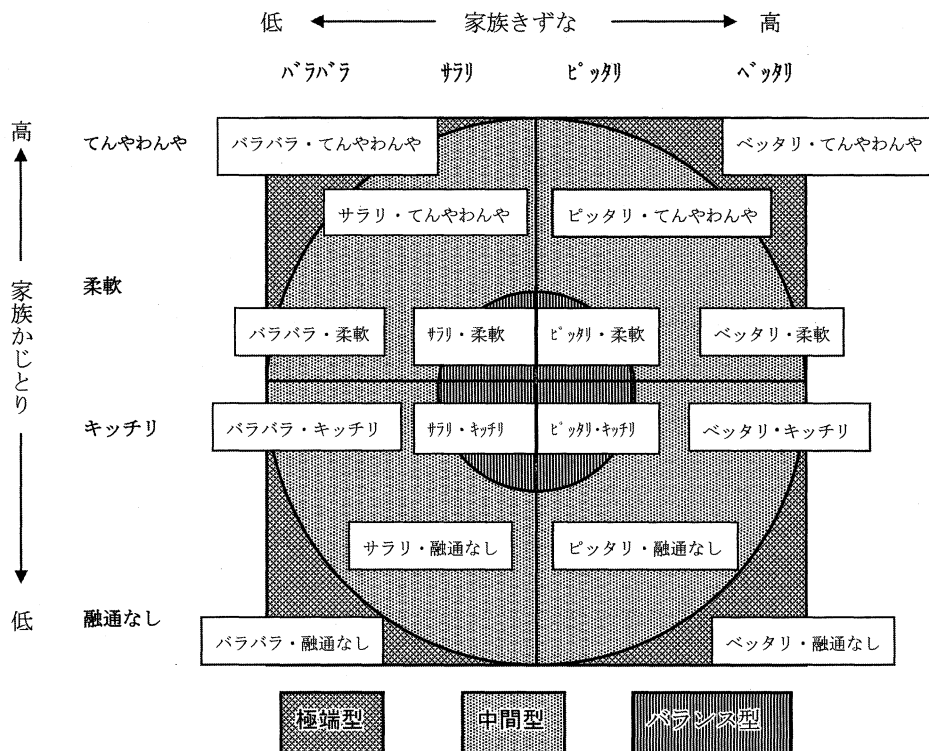 低 ← 家族きずな → 高
バラバラ サラリ ピッタリ ベッタリ
高
家族かじとり
低
てんやわんや
バラバラ・てんやわんや
ベッタリ・てんやわんや
サラリ・てんやわんや
ピッタリ・てんやわんや
柔軟
バラバラ・柔軟
サラリ・柔軟
ピッタリ・柔軟
ベッタリ・柔軟
キッチリ
バラバラ・キッチリ
サラリ・キッチリ
ピッタリ・キッチリ
ベッタリ・キッチリ
サラリ・融通なし
ピッタリ・融通なし
融通なし
バラバラ・融通なし
ベッタリ・融通なし
極端型
中間型
バランス型